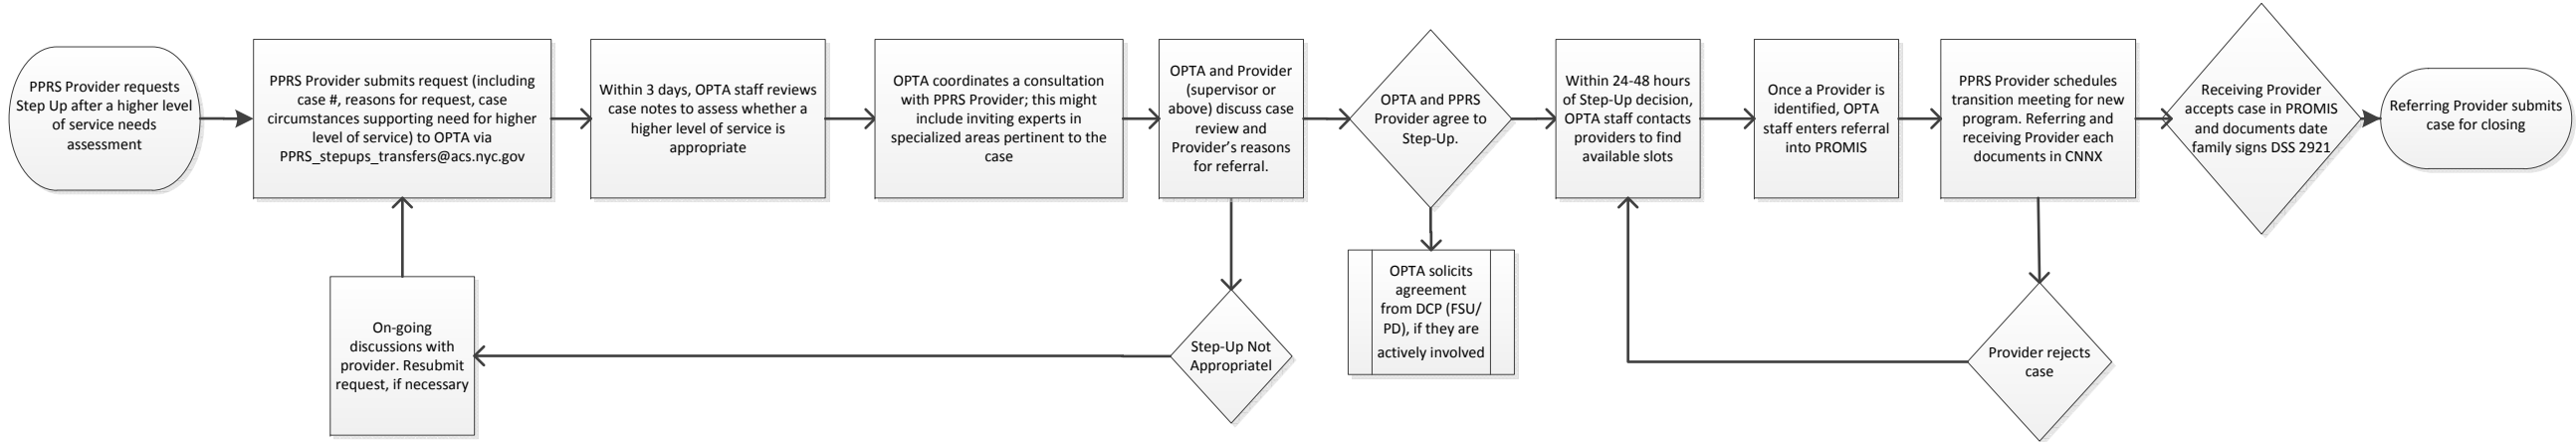 PPRS Provider requests
Step Up after a higher level
of service needs
assessment
PPRS Provider submits request (including
case #, reasons for request, case
circumstances supporting need for higher
level of service) to OPTA via
PPRS_stepups_transfers@acs.nyc.gov
Within 3 days, OPTA staff reviews
case notes to assess whether a
higher level of service is
appropriate
OPTA coordinates a consultation
with PPRS Provider; this might
include inviting experts in
specialized areas pertinent to the
case
OPTA and Provider
(supervisor or
above) discuss case
review and
Provider’s reasons
for referral.
OPTA and PPRS
Provider agree to
Step-Up.
Within 24-48 hours
of Step-Up decision,
OPTA staff contacts
providers to find
available slots
Once a Provider is
identified, OPTA
staff enters referral
into PROMIS
PPRS Provider schedules
transition meeting for new
program. Referring and
receiving Provider each
documents in CNNX
Receiving Provider
accepts case in PROMIS
and documents date
family signs DSS 2921
Referring Provider submits
case for closing
On-going
discussions with
provider. Resubmit
request, if necessary
Step-Up Not
Appropriatel
OPTA solicits
agreement
from DCP (FSU/
PD), if they are
actively involved
Provider rejects
case